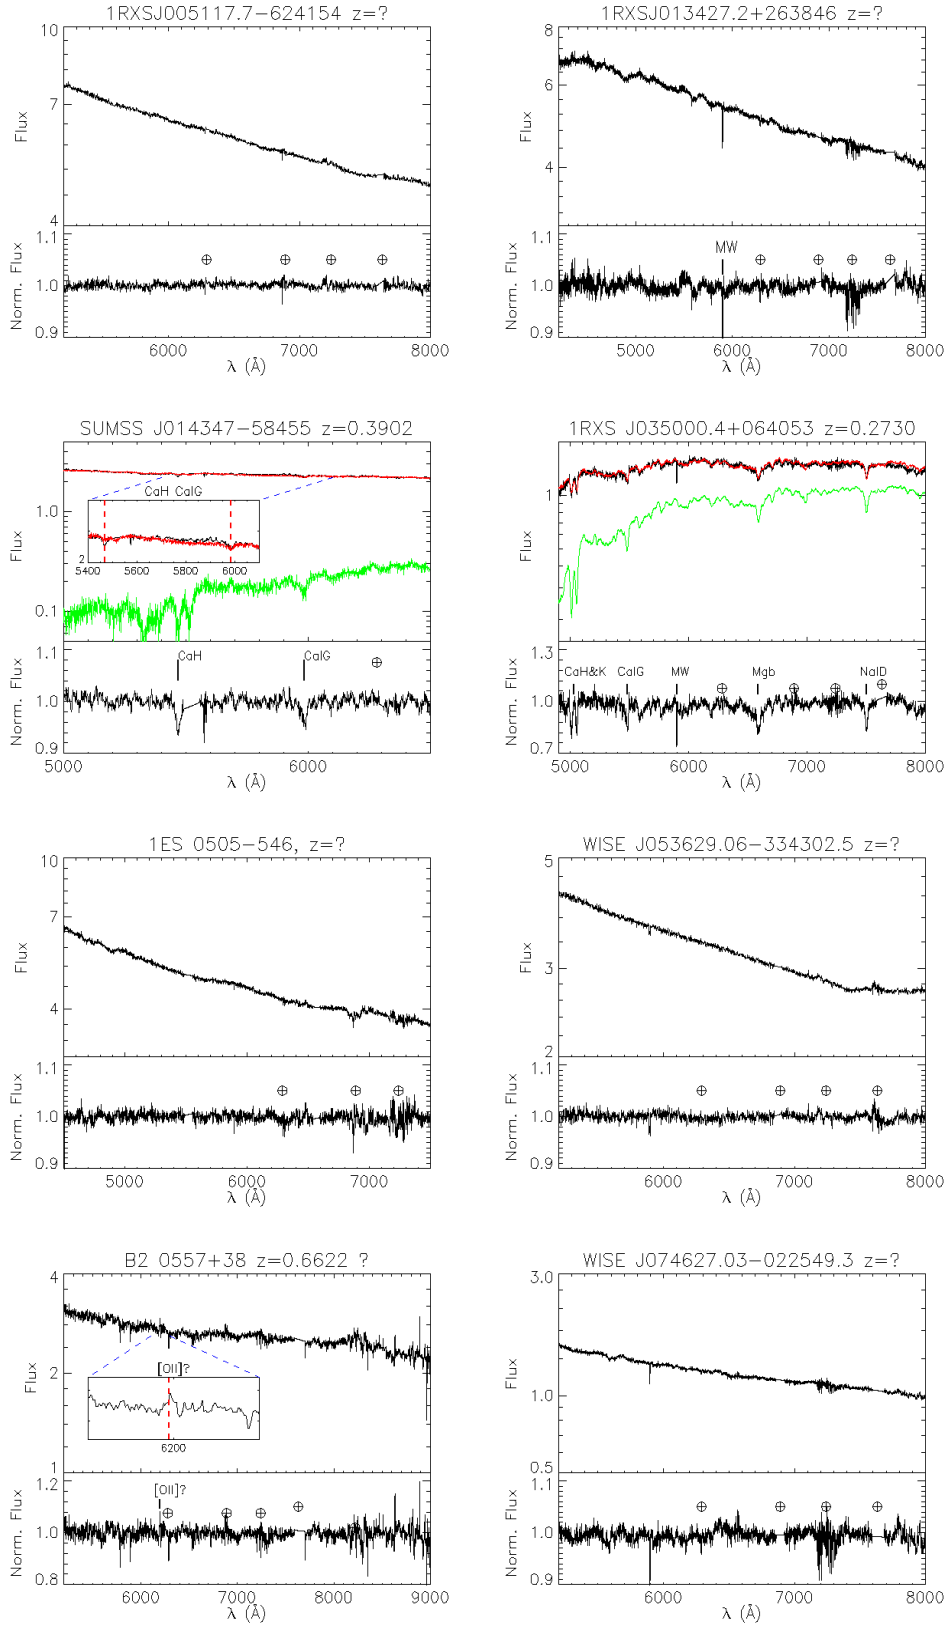 1RXSJ005117.7−624154 z=?
10
7
4
Flux
1.1
1.0
0.9
Norm. Flux
⊕ ⊕ ⊕ ⊕
6000 7000 8000
λ (Å)
1RXSJ013427.2+263846 z=?
8
6
4
Flux
1.1
1.0
0.9
Norm. Flux
MW ⊕ ⊕ ⊕ ⊕
5000 6000 7000 8000
λ (Å)
SUMSS J014347−58455 z=0.3902
1.0
0.1
Flux
CaH CaIG
2
5400 5600 5800 6000
1.1
1.0
0.9
Norm. Flux
CaH CaIG ⊕
5000 6000
λ (Å)
1RXS J035000.4+064053 z=0.2730
1
Flux
1.3
1.0
0.7
Norm. Flux
CaH&K CaIG MW ⊕ Mgb ⊕ ⊕ NaID ⊕
5000 6000 7000 8000
λ (Å)
1ES 0505−546, z=?
10
7
4
Flux
1.1
1.0
0.9
Norm. Flux
⊕ ⊕ ⊕
5000 6000 7000
λ (Å)
WISE J053629.06−334302.5 z=?
5
3
2
Flux
1.1
1.0
0.9
Norm. Flux
⊕ ⊕ ⊕ ⊕
6000 7000 8000
λ (Å)
B2 0557+38 z=0.6622 ?
4
2
1
Flux
[OII]?
6200
1.2
1.0
0.8
Norm. Flux
[OII]? ⊕ ⊕ ⊕ ⊕
6000 7000 8000 9000
λ (Å)
WISE J074627.03−022549.3 z=?
3.0
1.0
0.5
Flux
1.1
1.0
0.9
Norm. Flux
⊕ ⊕ ⊕ ⊕
6000 7000 8000
λ (Å)